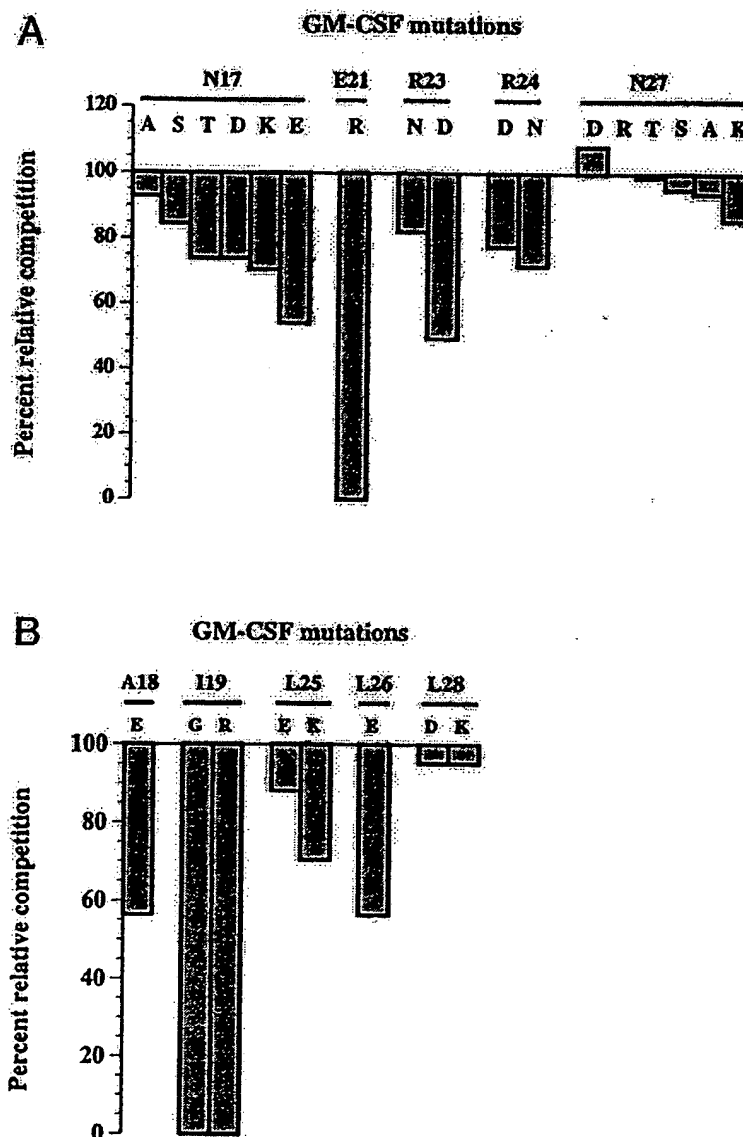 A
GM-CSF mutations
N17 E21 R23 R24 N27
A S T D K E R N D D N D R T S A K
120
100
80
60
40
20
0
Percent relative competition
B
GM-CSF mutations
A18 I19 L25 L26 L28
E G R E K E D K
100
80
60
40
20
0
Percent relative competition